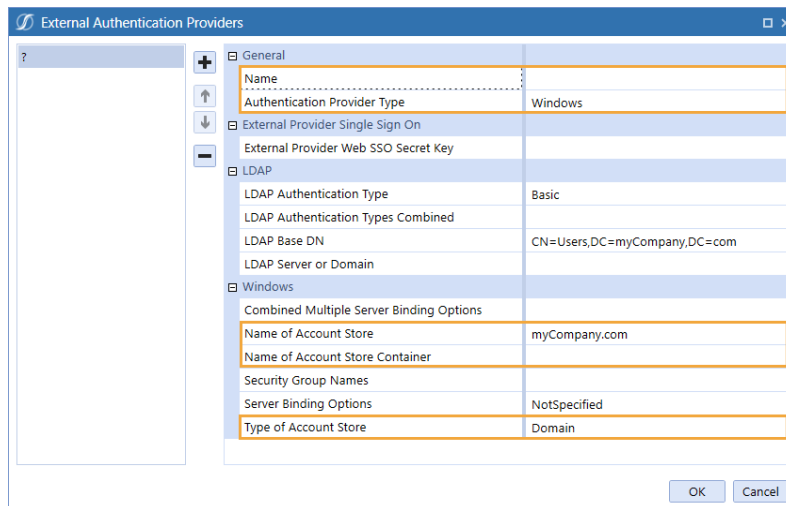 External Authentication Providers
?
General
Name
Authentication Provider Type Windows
External Provider Single Sign On
External Provider Web SSO Secret Key
LDAP
LDAP Authentication Type Basic
LDAP Authentication Types Combined
LDAP Base DN CN=Users,DC=myCompany,DC=com
LDAP Server or Domain
Windows
Combined Multiple Server Binding Options
Name of Account Store myCompany.com
Name of Account Store Container
Security Group Names
Server Binding Options NotSpecified
Type of Account Store Domain
OK Cancel